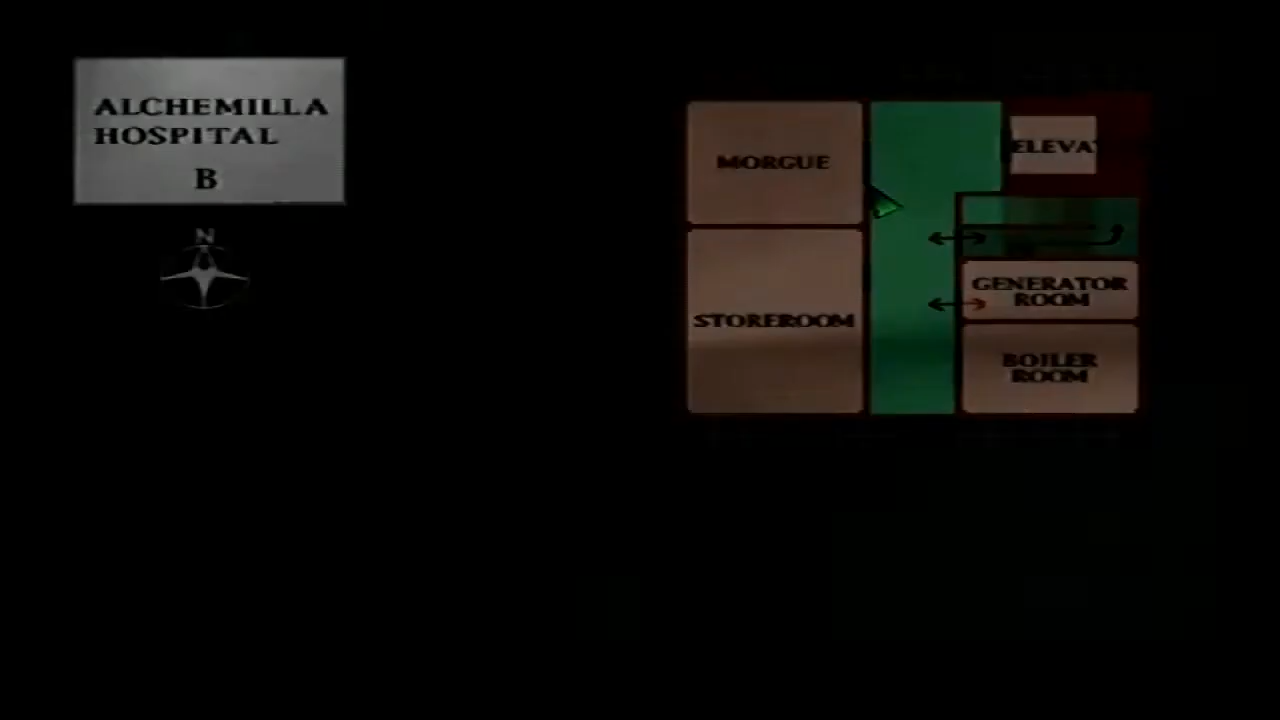 ALCHEMILLA
HOSPITAL
B
N
MORGUE
ELEVA
STOREROOM
GENERATOR
ROOM
BOILER
ROOM